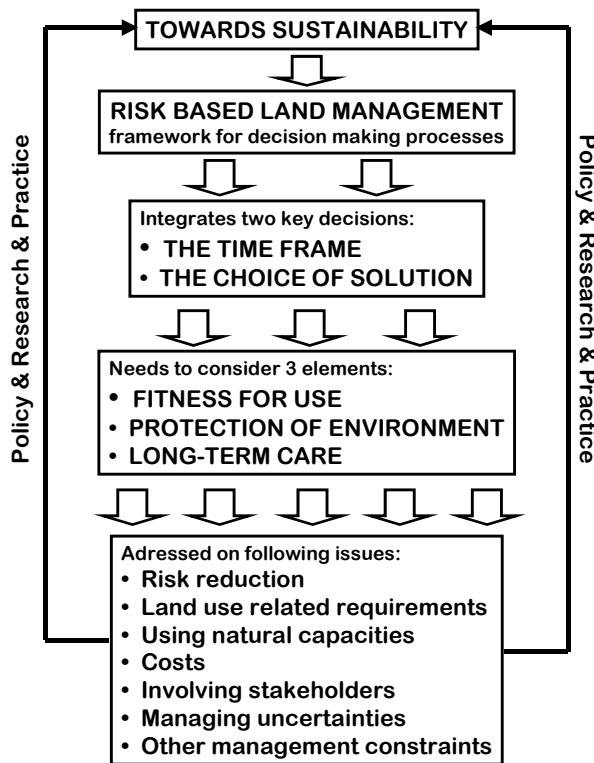 TOWARDS SUSTAINABILITY
RISK BASED LAND MANAGEMENT
framework for decision making processes
Integrates two key decisions:
• THE TIME FRAME
• THE CHOICE OF SOLUTION
Needs to consider 3 elements:
• FITNESS FOR USE
• PROTECTION OF ENVIRONMENT
• LONG-TERM CARE
Adressed on following issues:
• Risk reduction
• Land use related requirements
• Using natural capacities
• Costs
• Involving stakeholders
• Managing uncertainties
• Other management constraints
Policy & Research & Practice
Policy & Research & Practice